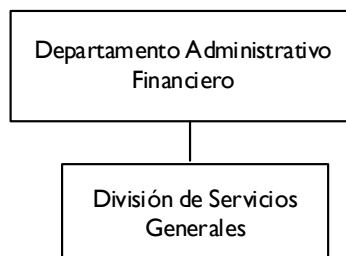 Departamento Administrativo
Financiero
División de Servicios
Generales